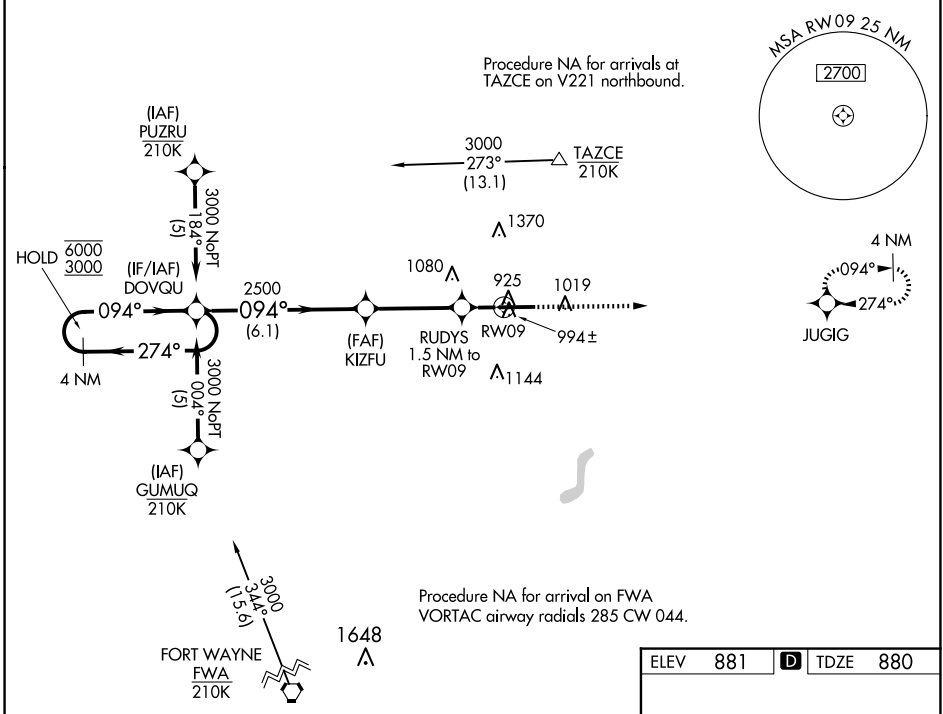 MSA RW09 25 NM
2700
Procedure NA for arrivals at
TAZCE on V221 northbound.
(IAF)
PUZRU
210K
3000
273°
(13.1)
TAZCE
210K
3000 NoPT
184°
(5)
1370
HOLD 6000
3000
(IF/IAF)
DOVQU
1080
925
1019
4 NM
094°
274°
JUGIG
094°
2500
094°
(6.1)
274°
4 NM
(FAF)
KIZFU
RUDYS
1.5 NM to
RW09
RW09
994±
1144
3000 NoPT
004°
(5)
(IAF)
GUMUQ
210K
3000
344°
(15.6)
Procedure NA for arrival on FWA
VORTAC airway radials 285 CW 044.
1648
FORT WAYNE
FWA
210K
ELEV 881 D TDZE 880